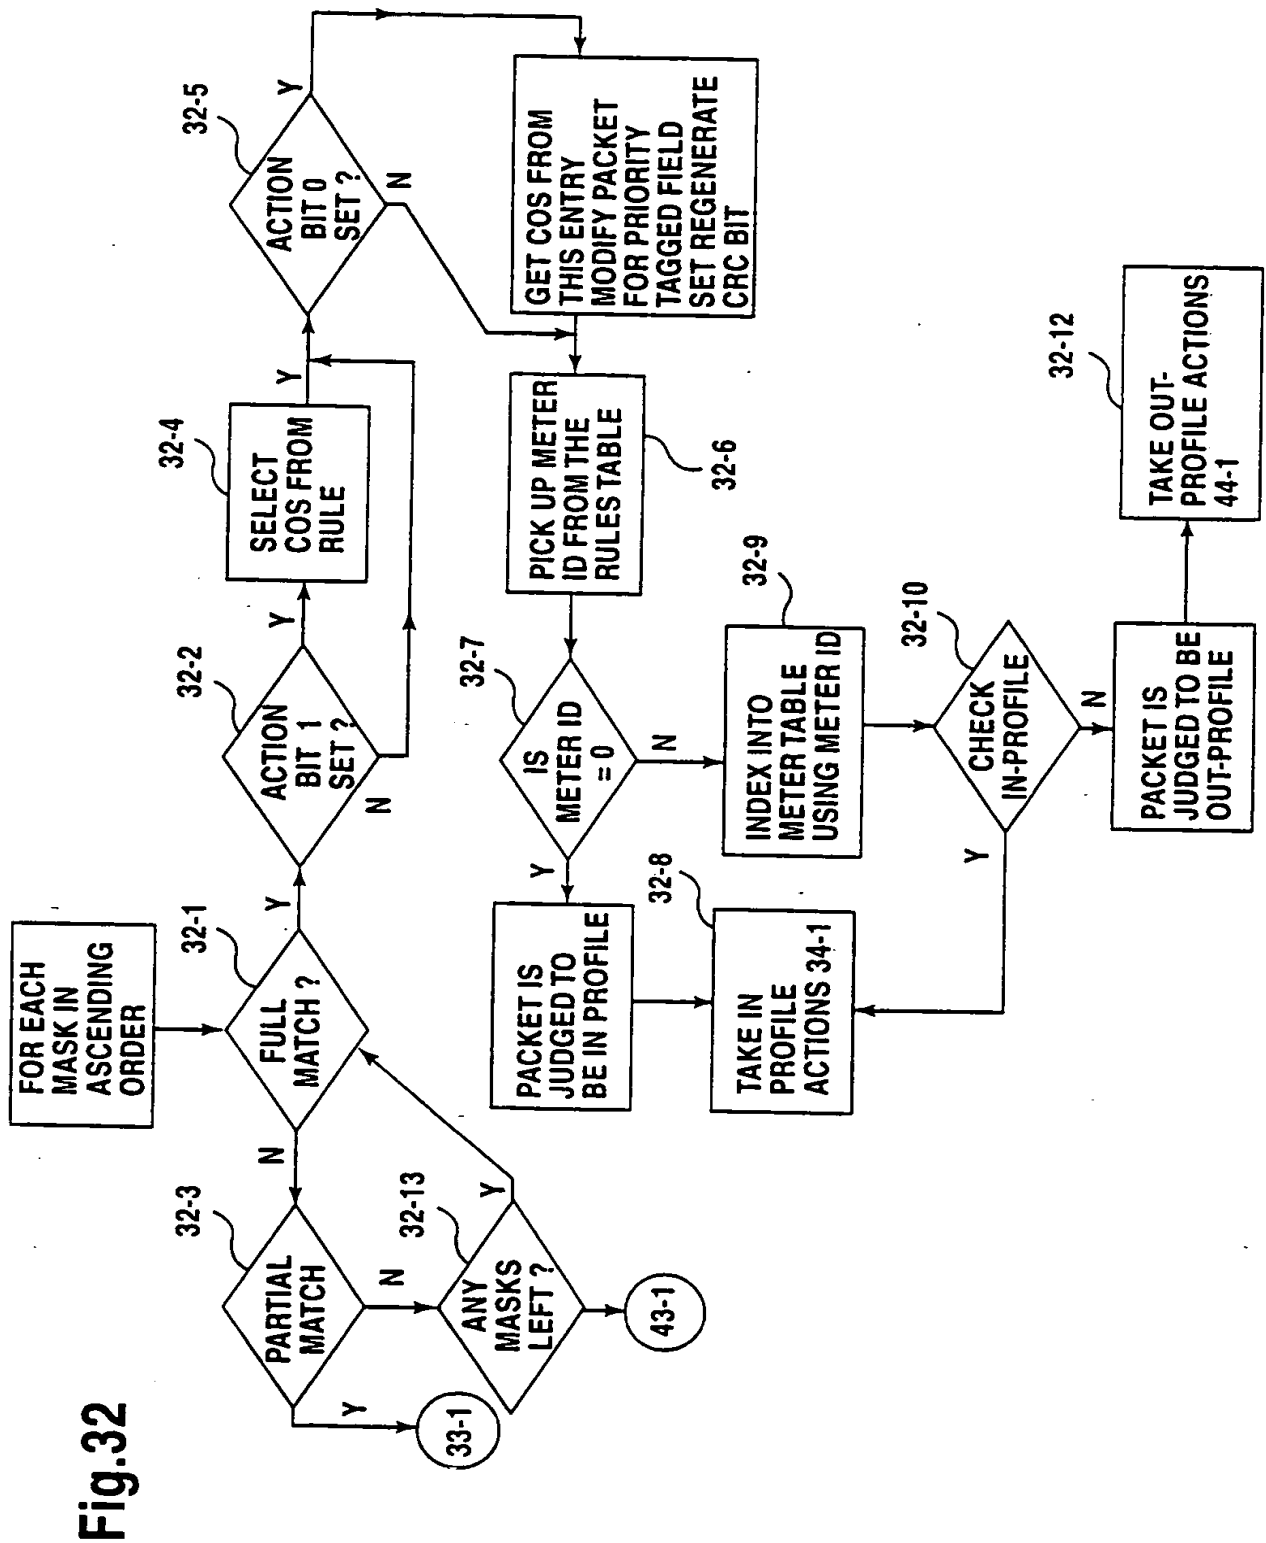 Fig.32
FOR EACH
MASK IN
ASCENDING
ORDER
32-1
FULL
MATCH ?
Y
N
32-3
PARTIAL
MATCH
Y
33-1
N
32-13
ANY
MASKS
LEFT ?
Y
43-1
32-2
ACTION
BIT 1
SET ?
Y
N
32-4
SELECT
COS FROM
RULE
Y
32-5
ACTION
BIT 0
SET ?
Y
N
GET COS FROM
THIS ENTRY
MODIFY PACKET
FOR PRIORITY
TAGGED FIELD
SET REGENERATE
CRC BIT
PICK UP METER
ID FROM THE
RULES TABLE
32-6
32-7
IS
METER ID
= 0
Y
N
PACKET IS
JUDGED TO
BE IN PROFILE
32-8
TAKE IN
PROFILE
ACTIONS 34-1
32-9
INDEX INTO
METER TABLE
USING METER ID
32-10
CHECK
IN-PROFILE
Y
N
PACKET IS
JUDGED TO BE
OUT-PROFILE
32-12
TAKE OUT-
PROFILE ACTIONS
44-1